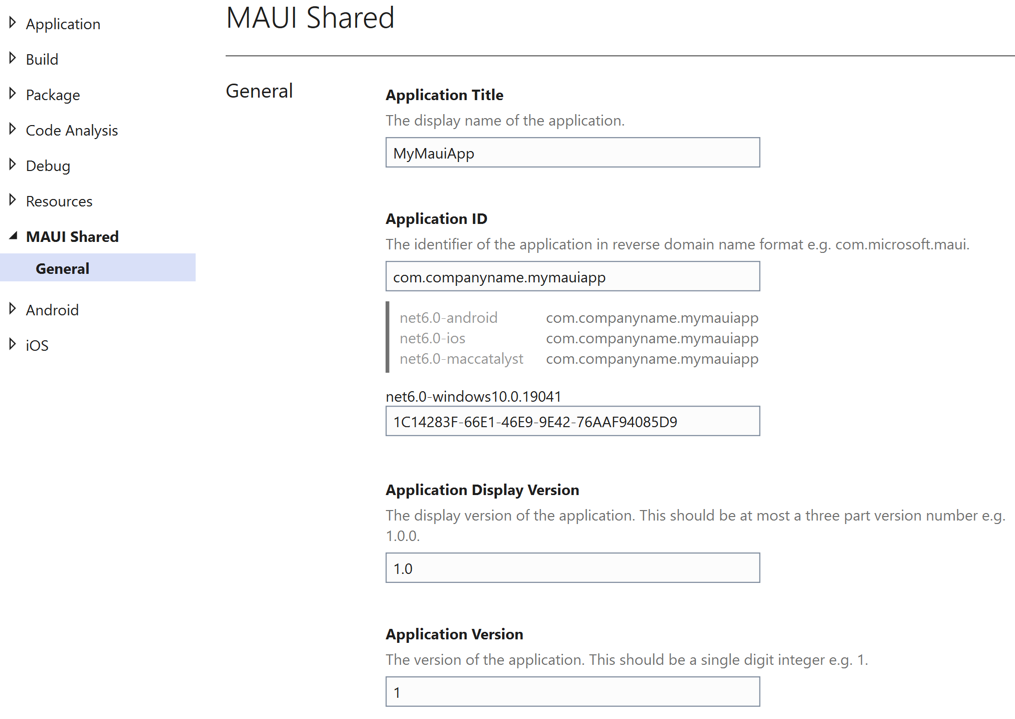 Application
Build
Package
Code Analysis
Debug
Resources
MAUI Shared
General
Android
iOS
MAUI Shared
General
Application Title
The display name of the application.
MyMauiApp
Application ID
The identifier of the application in reverse domain name format e.g. com.microsoft.maui.
com.companyname.mymauiapp
net6.0-android com.companyname.mymauiapp
net6.0-ios com.companyname.mymauiapp
net6.0-maccatalyst com.companyname.mymauiapp
net6.0-windows10.0.19041
1C14283F-66E1-46E9-9E42-76AAF94085D9
Application Display Version
The display version of the application. This should be at most a three part version number e.g.
1.0.0.
1.0
Application Version
The version of the application. This should be a single digit integer e.g. 1.
1